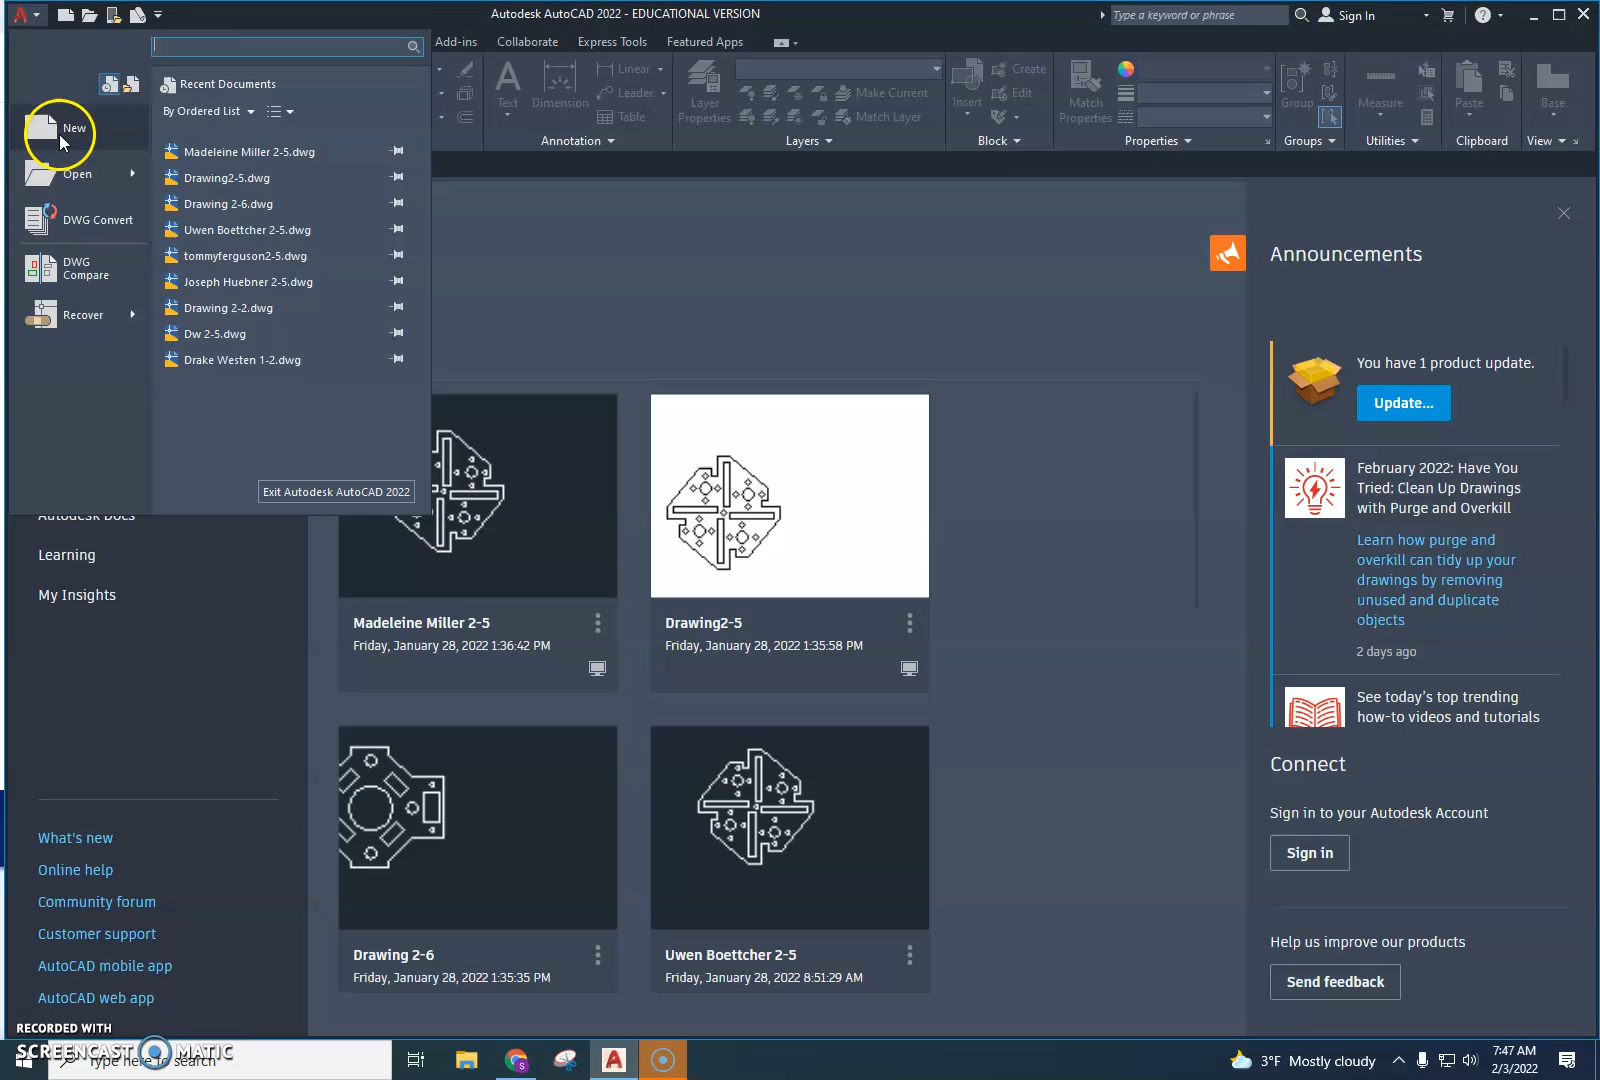 Autodesk AutoCAD 2022 - EDUCATIONAL VERSION
Type a keyword or phrase
Sign In
Add-ins
Collaborate
Express Tools
Featured Apps
Text
Dimension
Linear
Leader
Table
Annotation
Layer
Properties
Make Current
Match Layer
Layers
Insert
Create
Edit
Block
Match
Properties
Properties
Group
Groups
Measure
Utilities
Paste
Clipboard
Base
View
Recent Documents
By Ordered List
New
Open
DWG Convert
DWG
Compare
Recover
Madeleine Miller 2-5.dwg
Drawing2-5.dwg
Drawing 2-6.dwg
Uwen Boettcher 2-5.dwg
tommyferguson2-5.dwg
Joseph Huebner 2-5.dwg
Drawing 2-2.dwg
Dw 2-5.dwg
Drake Westen 1-2.dwg
Exit Autodesk AutoCAD 2022
Autodesk Docs
Learning
My Insights
What's new
Online help
Community forum
Customer support
AutoCAD mobile app
AutoCAD web app
Madeleine Miller 2-5
Friday, January 28, 2022 1:36:42 PM
Drawing2-5
Friday, January 28, 2022 1:35:58 PM
Drawing 2-6
Friday, January 28, 2022 1:35:35 PM
Uwen Boettcher 2-5
Friday, January 28, 2022 8:51:29 AM
Announcements
You have 1 product update.
Update...
February 2022: Have You
Tried: Clean Up Drawings
with Purge and Overkill
Learn how purge and
overkill can tidy up your
drawings by removing
unused and duplicate
objects
2 days ago
See today's top trending
how-to videos and tutorials
Connect
Sign in to your Autodesk Account
Sign in
Help us improve our products
Send feedback
RECORDED WITH
SCREENCAST MATIC
Type here to search
3°F Mostly cloudy
7:47 AM
2/3/2022